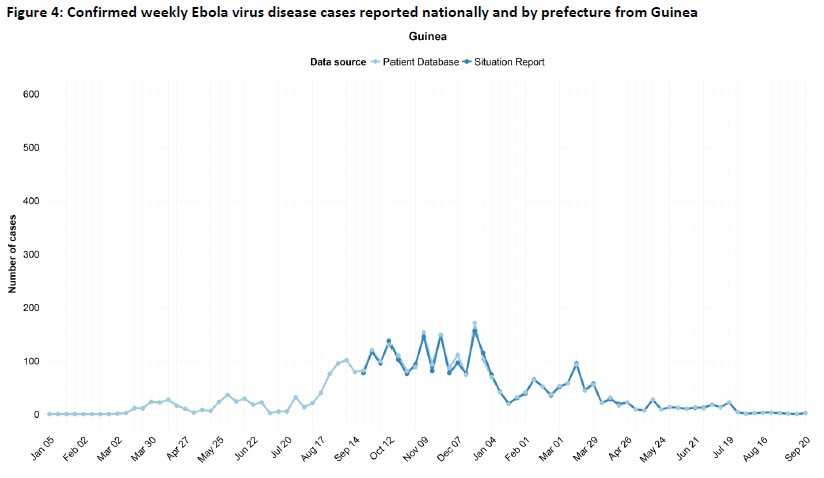 Figure 4: Confirmed weekly Ebola virus disease cases reported nationally and by prefecture from Guinea
Guinea
Data source Patient Database Situation Report
Number of cases
600
500
400
300
200
100
0
Jan 05 Feb 02 Mar 02 Mar 30 Apr 27 May 25 Jun 22 Jul 20 Aug 17 Sep 14 Oct 12 Nov 09 Dec 07 Jan 04 Feb 01 Mar 01 Mar 29 Apr 26 May 24 Jun 21 Jul 19 Aug 16 Sep 20